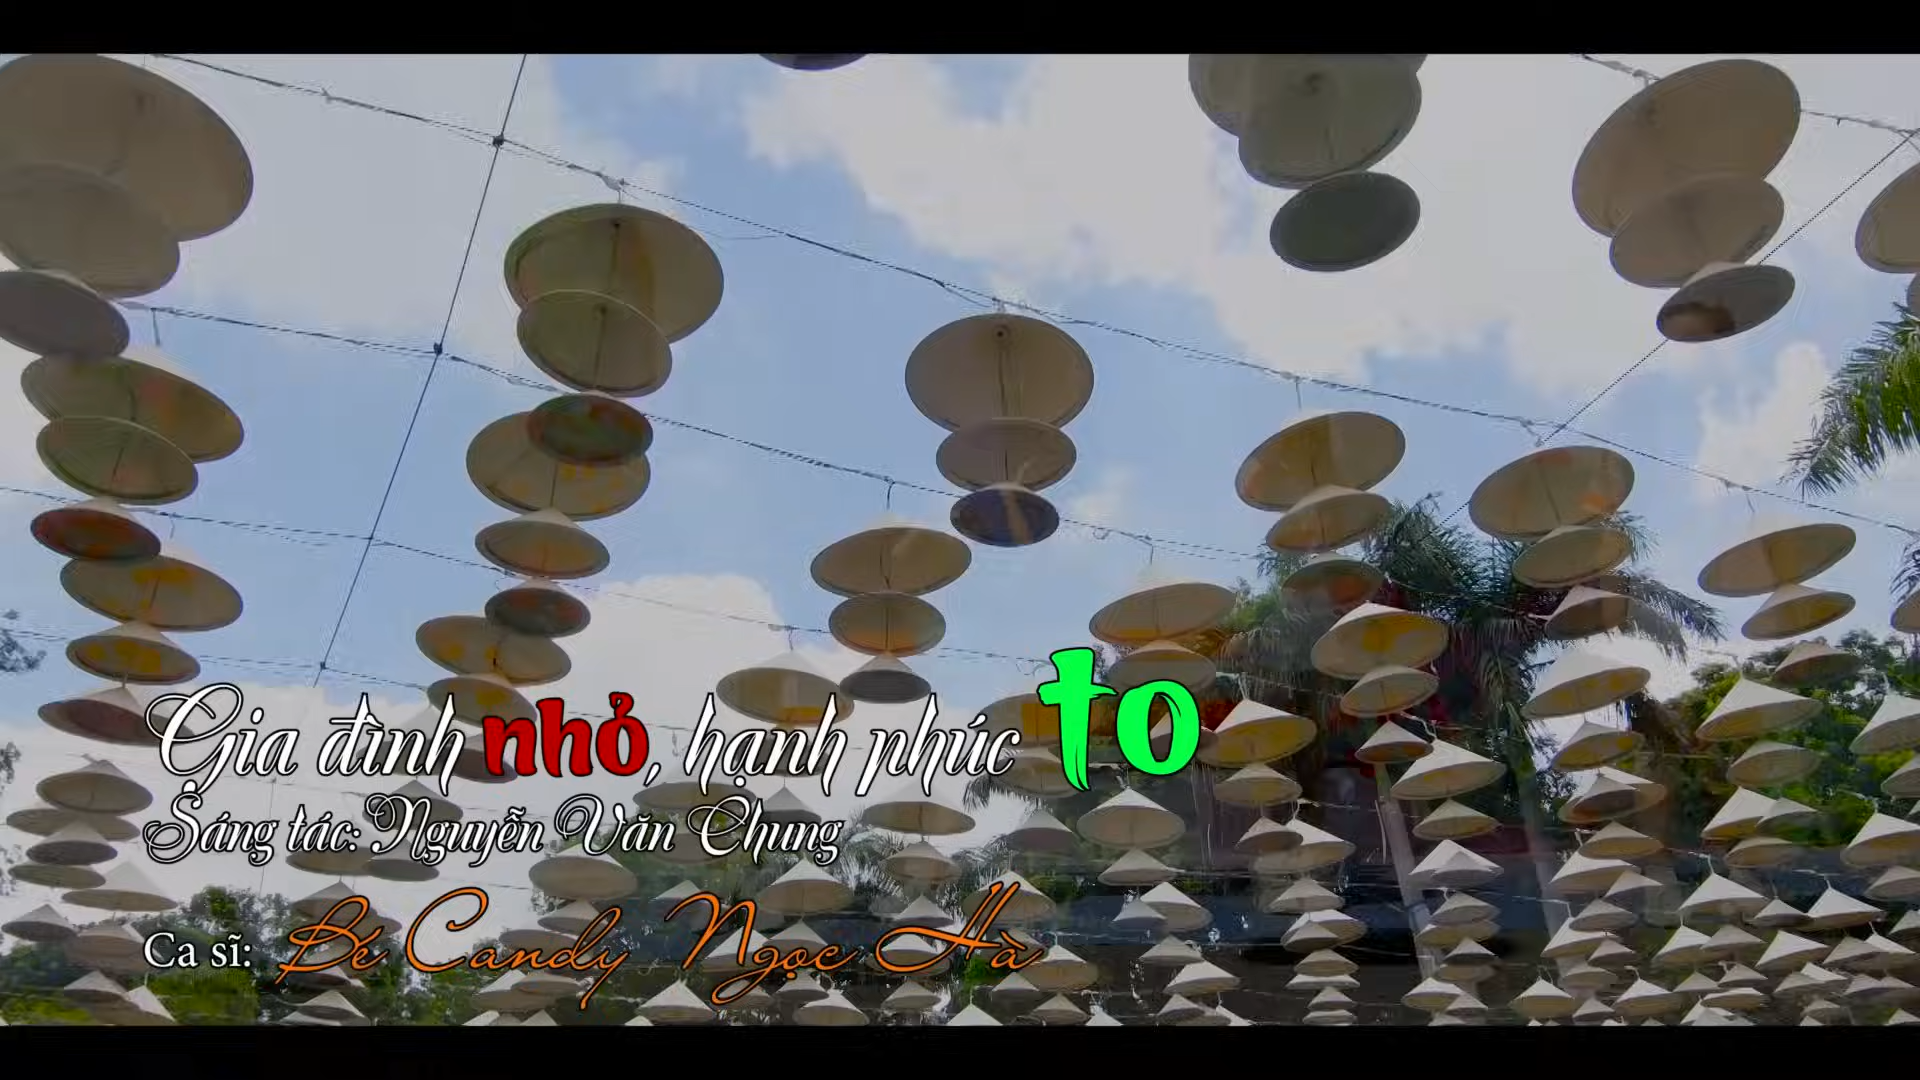 Gia đình nhỏ, hạnh phúc to
Sáng tác: Nguyễn Văn Chung
Ca sĩ: Bé Candy Ngọc Hà